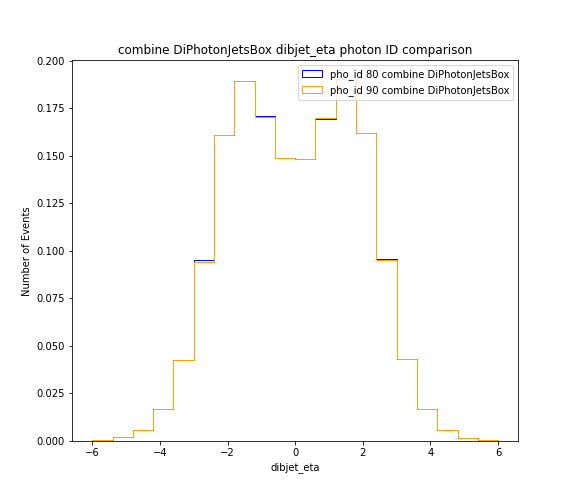 combine DiPhotonJetsBox dibjet_eta photon ID comparison
pho_id 80 combine DiPhotonJetsBox
pho_id 90 combine DiPhotonJetsBox
Number of Events
0.200
0.175
0.150
0.125
0.100
0.075
0.050
0.025
0.000
−6 −4 −2 0 2 4 6
dibjet_eta